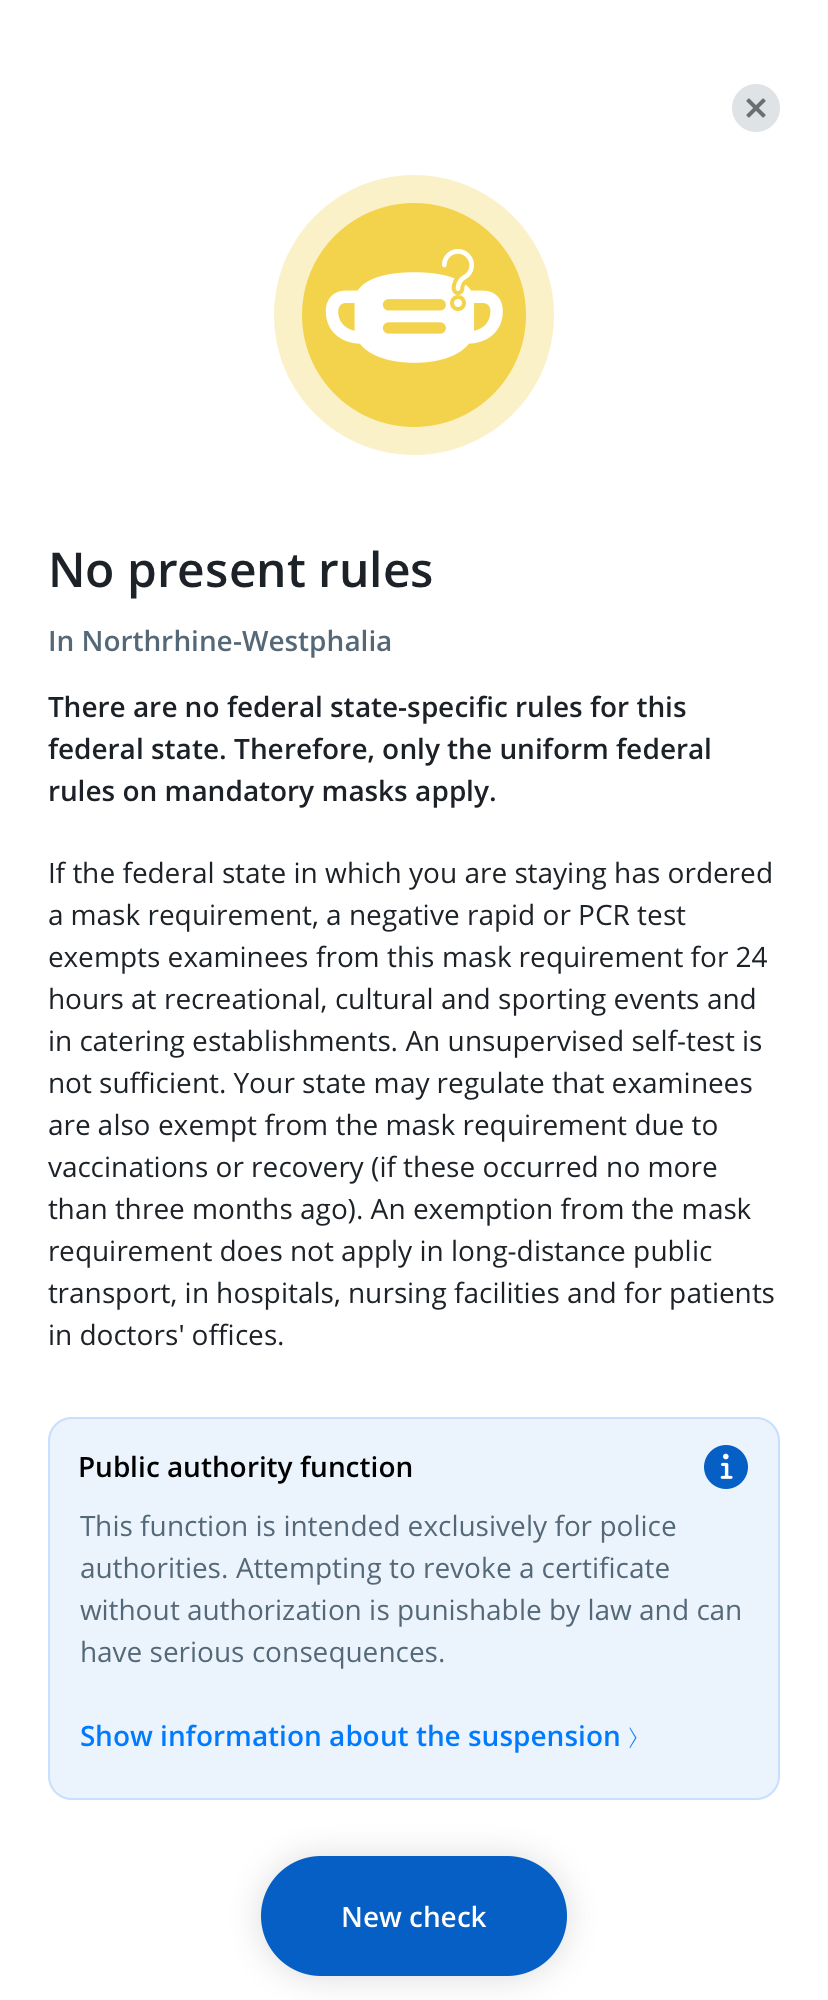 No present rules
In Northrhine-Westphalia
There are no federal state-specific rules for this
federal state. Therefore, only the uniform federal
rules on mandatory masks apply.
If the federal state in which you are staying has ordered
a mask requirement, a negative rapid or PCR test
exempts examinees from this mask requirement for 24
hours at recreational, cultural and sporting events and
in catering establishments. An unsupervised self-test is
not sufficient. Your state may regulate that examinees
are also exempt from the mask requirement due to
vaccinations or recovery (if these occurred no more
than three months ago). An exemption from the mask
requirement does not apply in long-distance public
transport, in hospitals, nursing facilities and for patients
in doctors' offices.
Public authority function
This function is intended exclusively for police
authorities. Attempting to revoke a certificate
without authorization is punishable by law and can
have serious consequences.
Show information about the suspension
New check